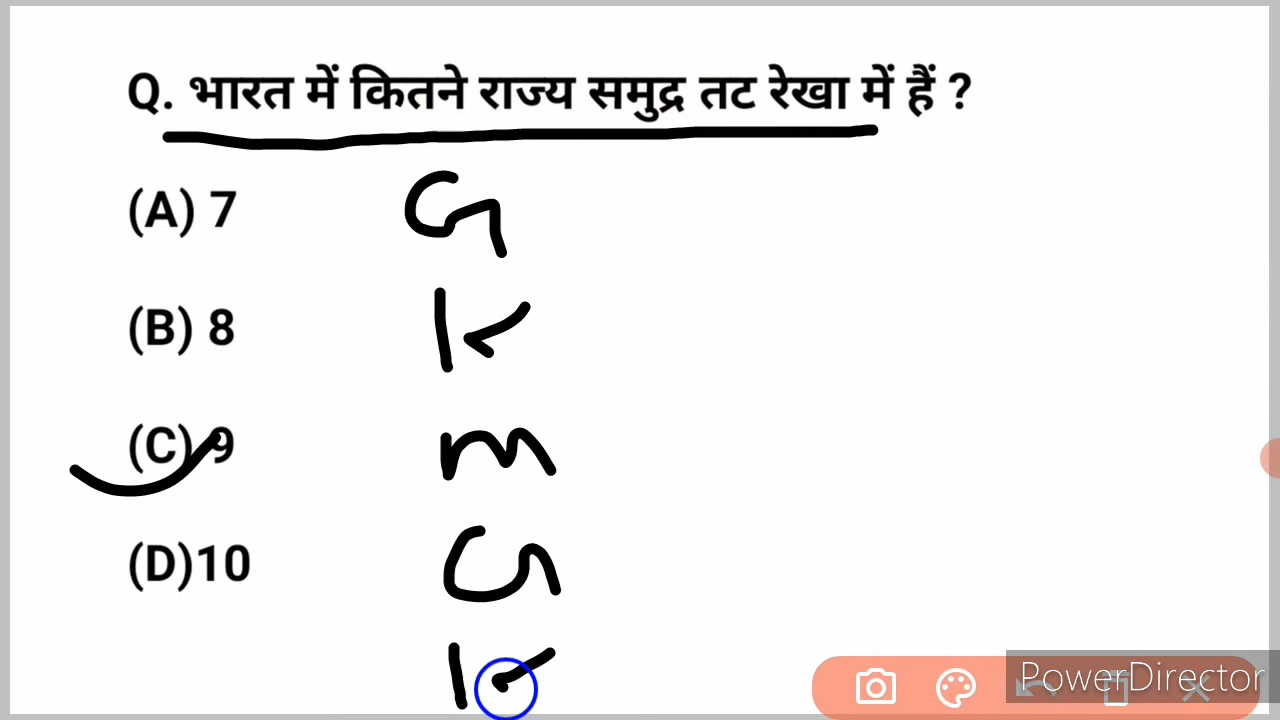 Q. भारत में कितने राज्य समुद्र तट रेखा में हैं ?
(A) 7
G
(B) 8
K
(C) 9
m
(D)10
G
K
PowerDirector